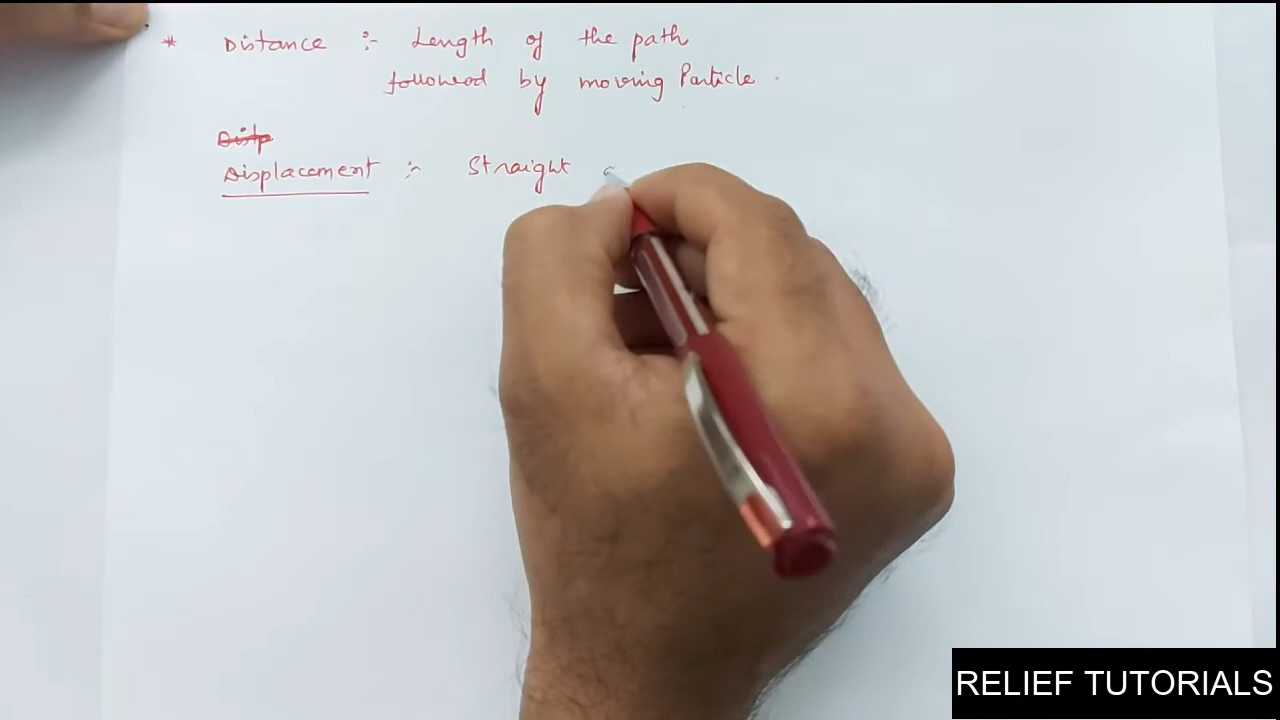 * Distance :- Length of the path
followed by moving Particle.
Disp
Displacement :- Straight
RELIEF TUTORIALS